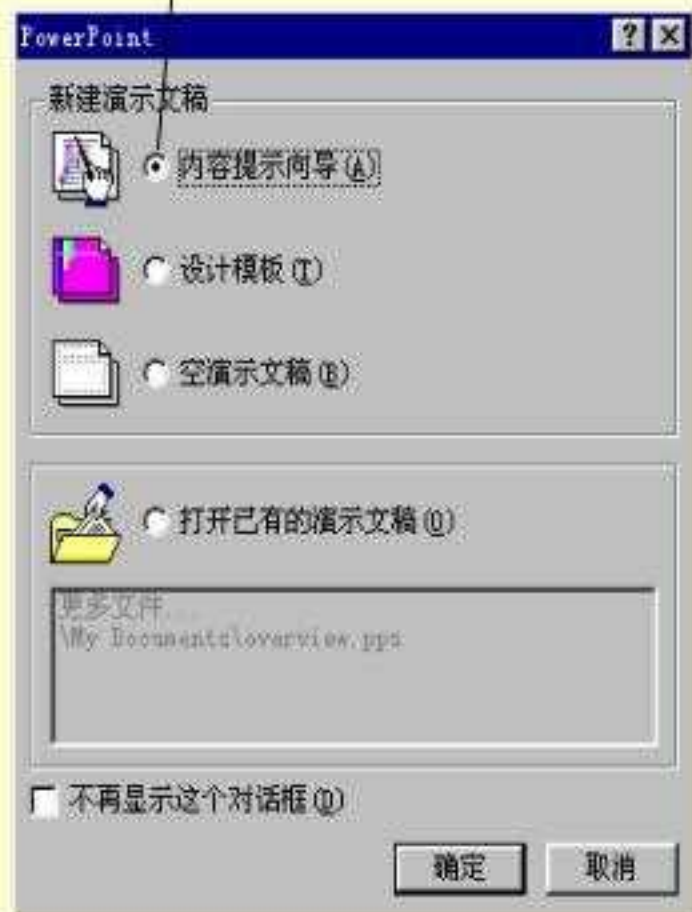 PowerPoint
新建演示文稿
内容提示向导(A)
设计模板(T)
空演示文稿(B)
打开已有的演示文稿(O)
更多文件...
\My Documents\overview.pps
不再显示这个对话框(D)
确定 取消